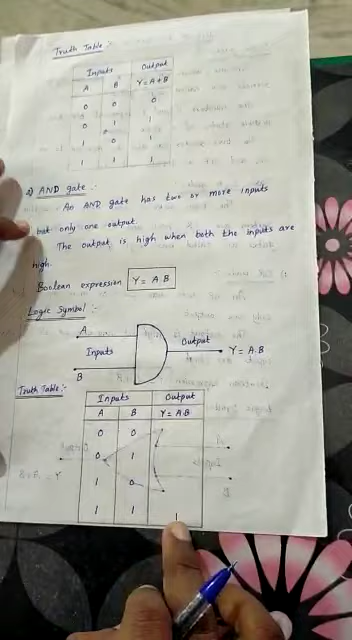 Truth Table :-
Inputs Output
A B Y = A + B
0 0 0
0 1 1
1 0 1
1 1 1
2) AND gate :-
An AND gate has two or more inputs
but only one output.
The output is high when both the inputs are
high.
Boolean expression Y = A.B
Logic Symbol :-
A
Inputs Output Y = A.B
B
Truth Table :-
Inputs Output
A B Y = A.B
0 0
0 1
1 0
1 1 1